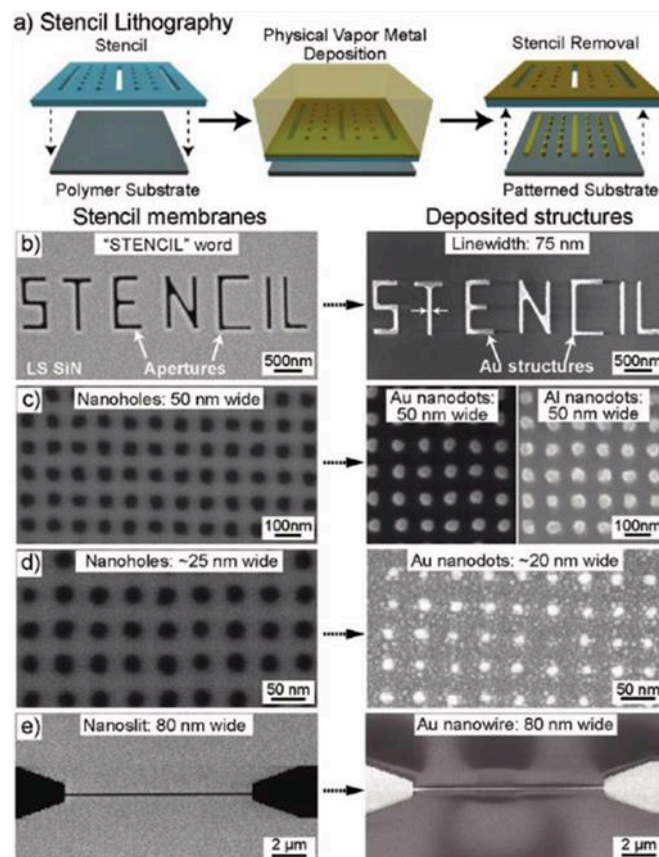 a) Stencil Lithography
Stencil
Physical Vapor Metal
Deposition
Stencil Removal
Polymer Substrate
Patterned Substrate
Stencil membranes
Deposited structures
b)
"STENCIL" word
STENCIL
LS SiN
Apertures
500nm
Linewidth: 75 nm
STENCIL
Au structures
500nm
c)
Nanoholes: 50 nm wide
100nm
Au nanodots:
50 nm wide
Al nanodots:
50 nm wide
100nm
d)
Nanoholes: ~25 nm wide
50 nm
Au nanodots: ~20 nm wide
50 nm
e)
Nanoslit: 80 nm wide
2 µm
Au nanowire: 80 nm wide
2 µm